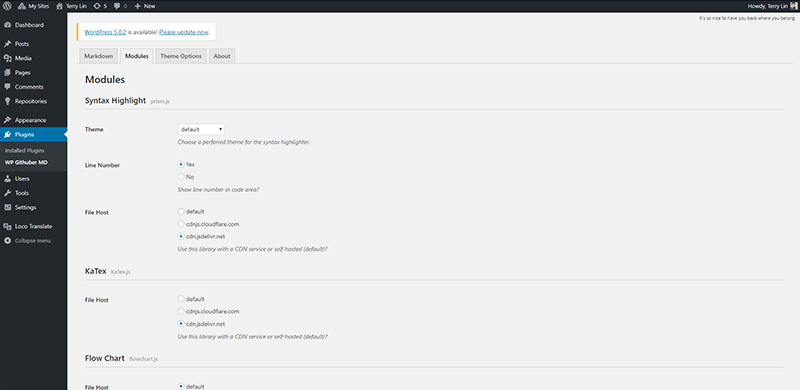 My Sites Terry Lin 5 0 New Howdy, Terry Lin
It's so nice to have you back where you belong
Dashboard
Posts
Media
Pages
Comments
Repositories
Appearance
Plugins
Installed Plugins
WP Githuber MD
Users
Tools
Settings
Loco Translate
Collapse menu
WordPress 5.0.2 is available! Please update now.
Markdown Modules Theme Options About
Modules
Syntax Highlight prism.js
Theme default
Choose a perferred theme for the syntax highlighter.
Line Number Yes
No
Show line number in code area?
File Host default
cdnjs.cloudflare.com
cdn.jsdelivr.net
Use this library with a CDN service or self-hosted (default)?
KaTex KaTex.js
File Host default
cdnjs.cloudflare.com
cdn.jsdelivr.net
Use this library with a CDN service or self-hosted (default)?
Flow Chart flowchart.js
File Host default